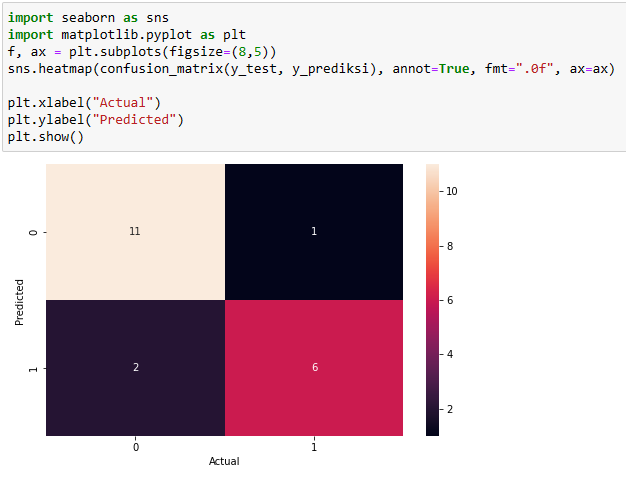 import seaborn as sns
import matplotlib.pyplot as plt
f, ax = plt.subplots(figsize=(8,5))
sns.heatmap(confusion_matrix(y_test, y_prediksi), annot=True, fmt=".0f", ax=ax)
plt.xlabel("Actual")
plt.ylabel("Predicted")
plt.show()
11 1
2 6
0
1
Predicted
0 1
Actual
10
8
6
4
2